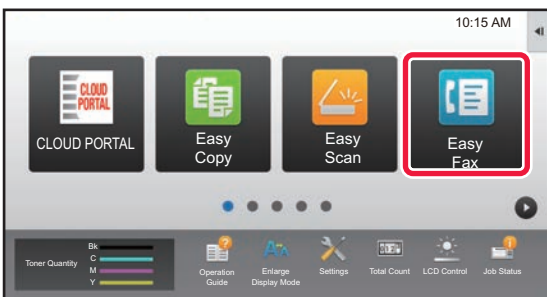 10:15 AM
CLOUD
PORTAL
CLOUD PORTAL
Easy
Copy
Easy
Scan
Easy
Fax
Toner Quantity
Bk
C
M
Y
Operation
Guide
Enlarge
Display Mode
Settings
Total Count
LCD Control
Job Status